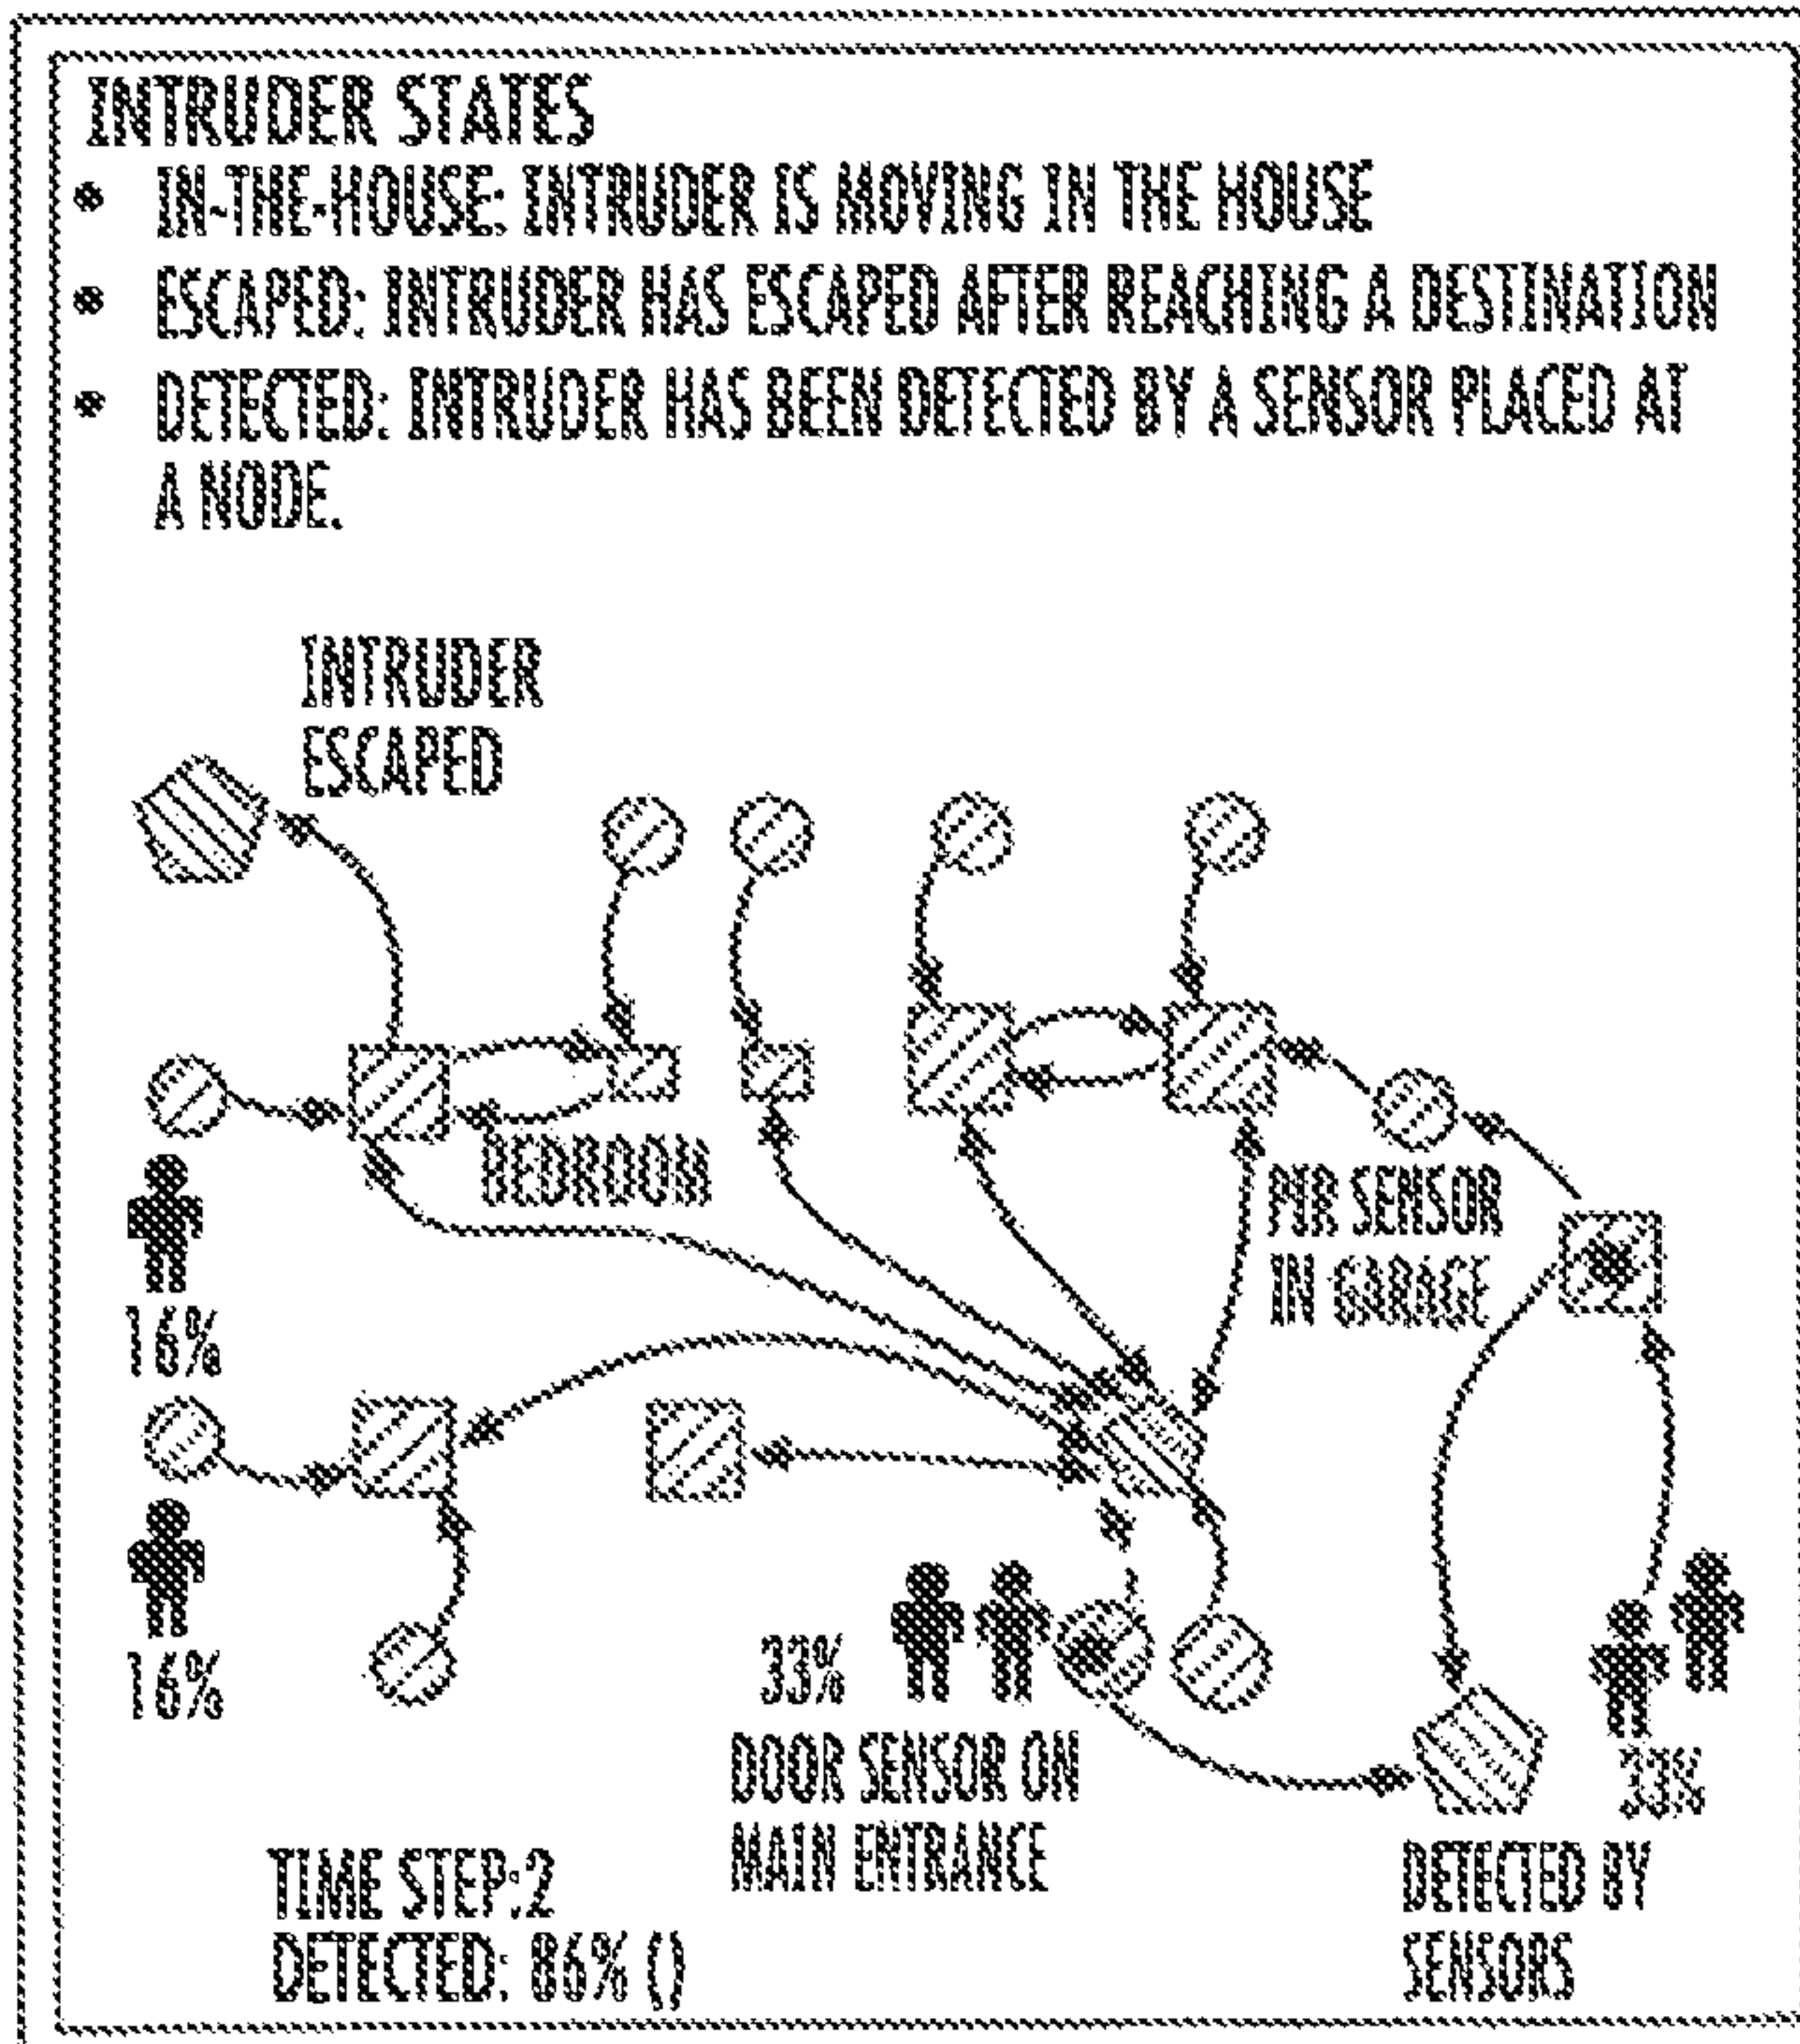 INTRUDER STATES
• IN-THE-HOUSE: INTRUDER IS MOVING IN THE HOUSE
• ESCAPED: INTRUDER HAS ESCAPED AFTER REACHING A DESTINATION
• DETECTED: INTRUDER HAS BEEN DETECTED BY A SENSOR PLACED AT
A NODE.
INTRUDER
ESCAPED
BEDROOM
PIR SENSOR
IN GARAGE
16%
16%
33%
DOOR SENSOR ON
MAIN ENTRANCE
33%
DETECTED BY
SENSORS
TIME STEP:2
DETECTED: 86% ()